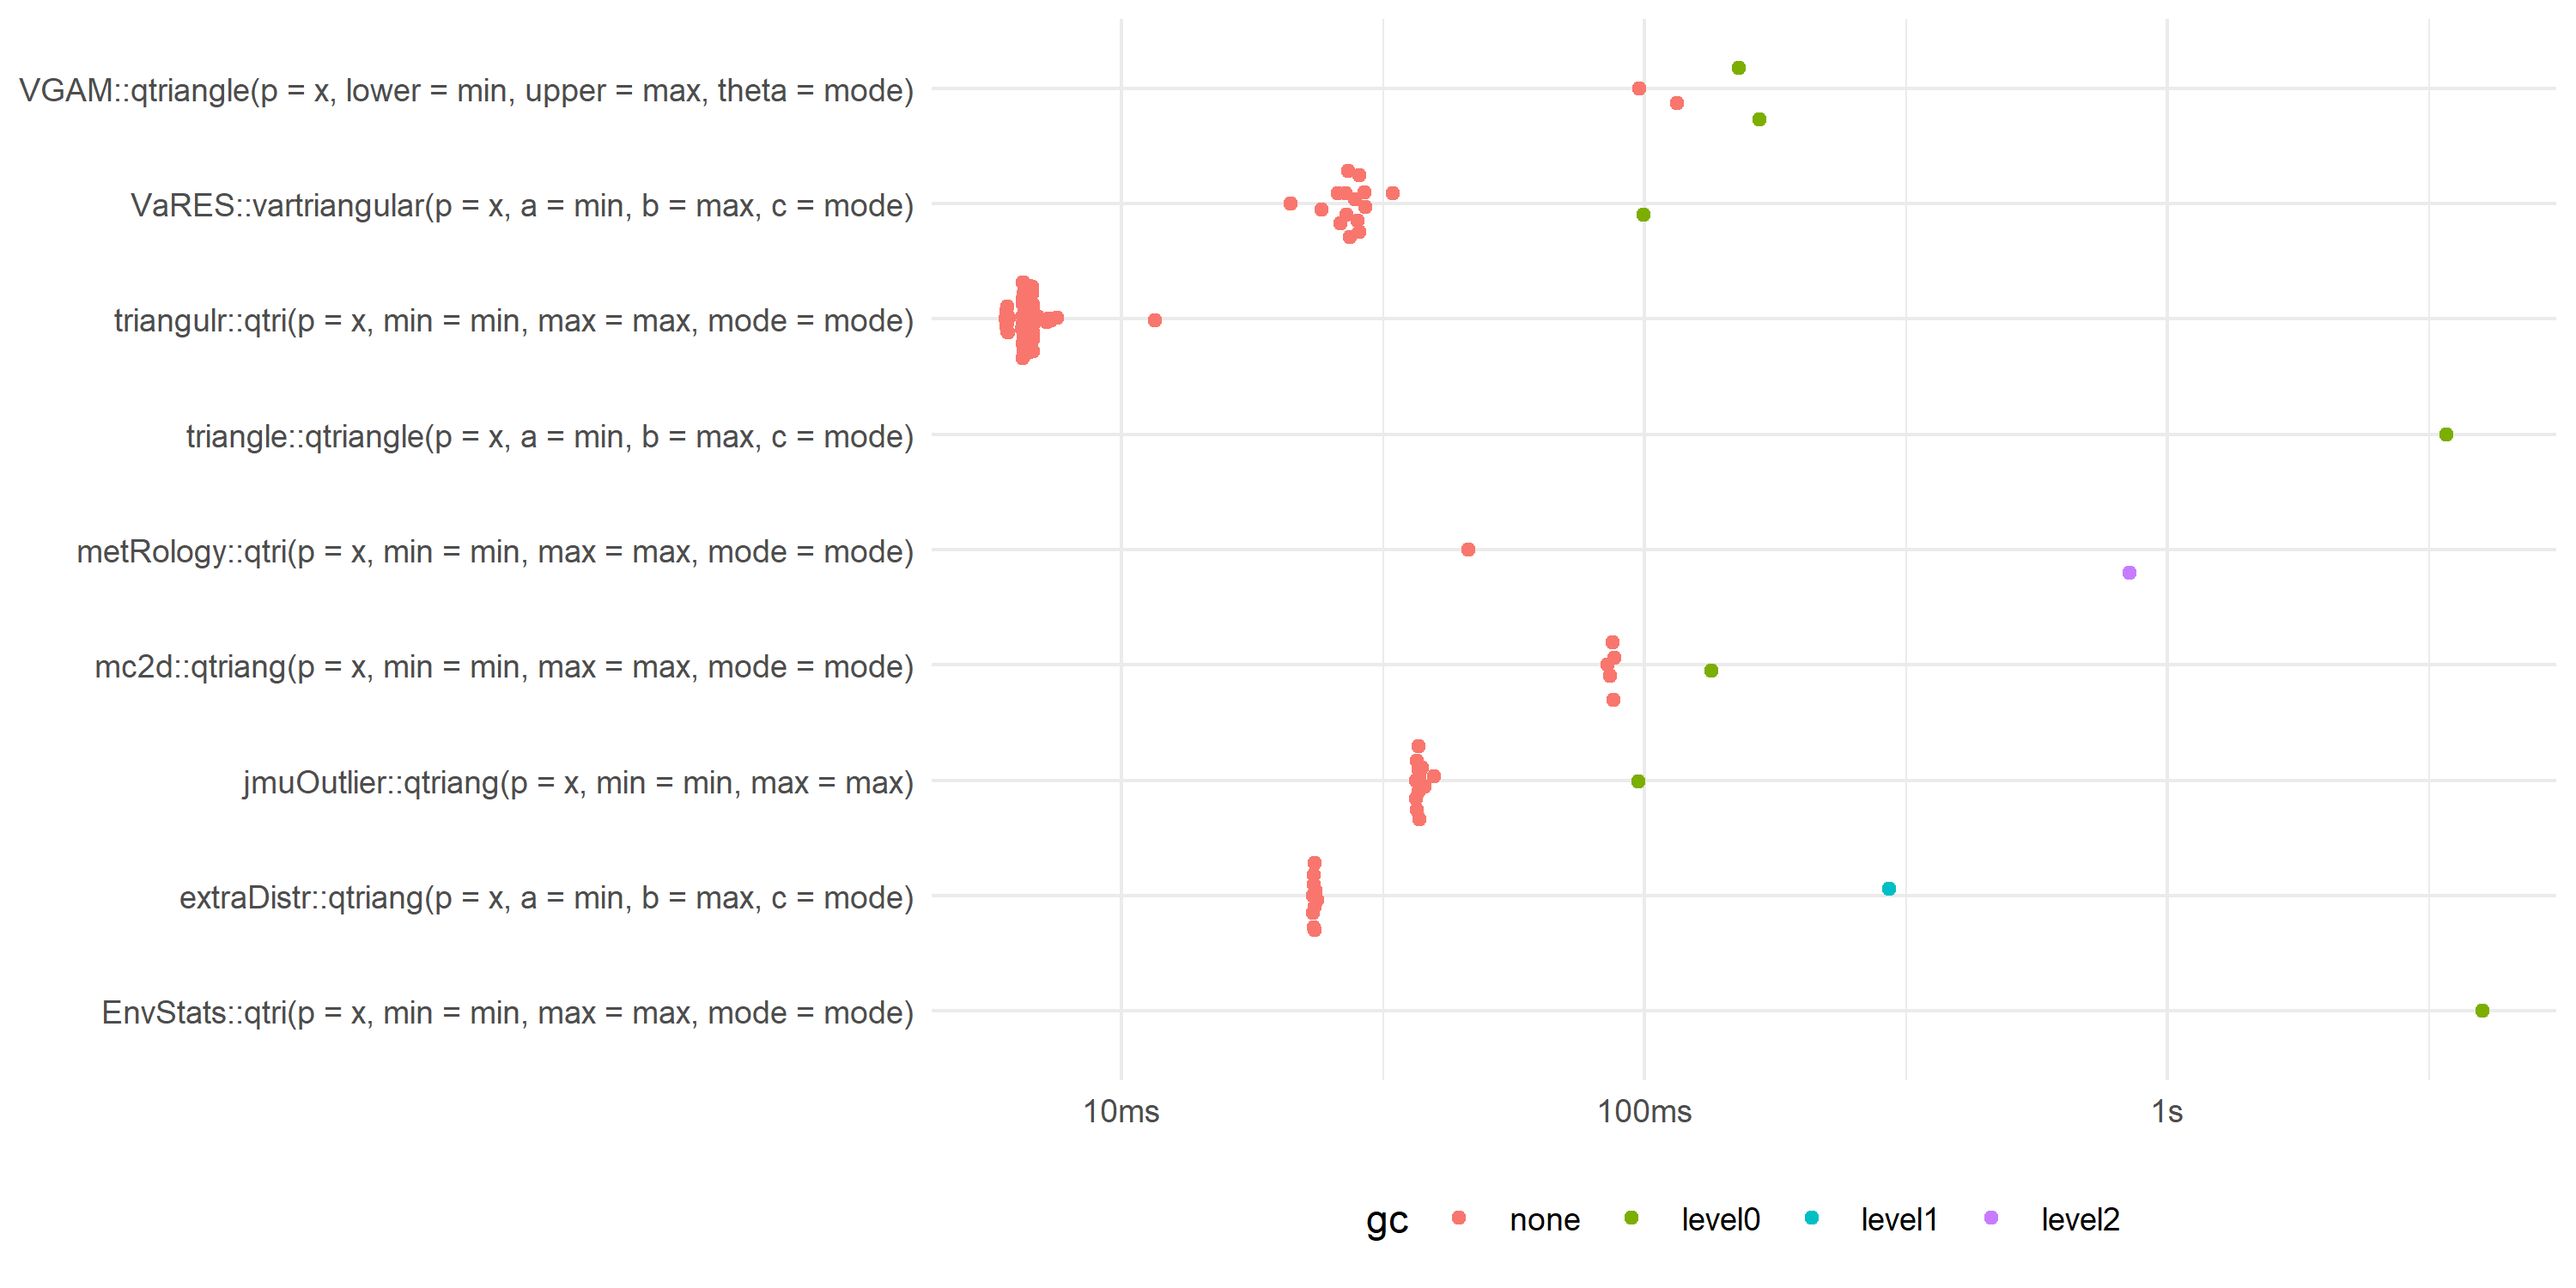 VGAM::qtriangle(p = x, lower = min, upper = max, theta = mode)
VaRES::vartriangular(p = x, a = min, b = max, c = mode)
triangulr::qtri(p = x, min = min, max = max, mode = mode)
triangle::qtriangle(p = x, a = min, b = max, c = mode)
metRology::qtri(p = x, min = min, max = max, mode = mode)
mc2d::qtriang(p = x, min = min, max = max, mode = mode)
jmuOutlier::qtriang(p = x, min = min, max = max)
extraDistr::qtriang(p = x, a = min, b = max, c = mode)
EnvStats::qtri(p = x, min = min, max = max, mode = mode)
10ms 100ms 1s
gc none level0 level1 level2